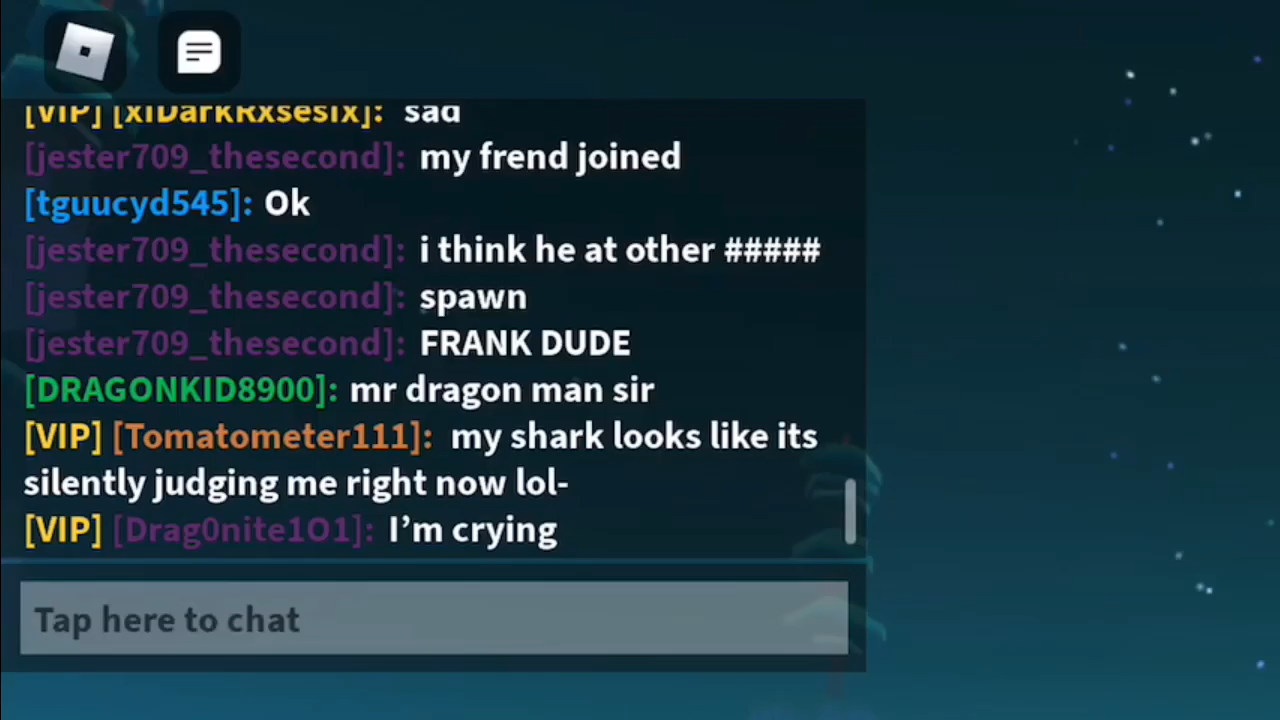 [VIP] [xIDarkRxsesIx]: sad
[jester709_thesecond]: my frend joined
[tguucyd545]: Ok
[jester709_thesecond]: i think he at other #####
[jester709_thesecond]: spawn
[jester709_thesecond]: FRANK DUDE
[DRAGONKID8900]: mr dragon man sir
[VIP] [Tomatometer111]: my shark looks like its
silently judging me right now lol-
[VIP] [Drag0nite1O1]: I’m crying
Tap here to chat